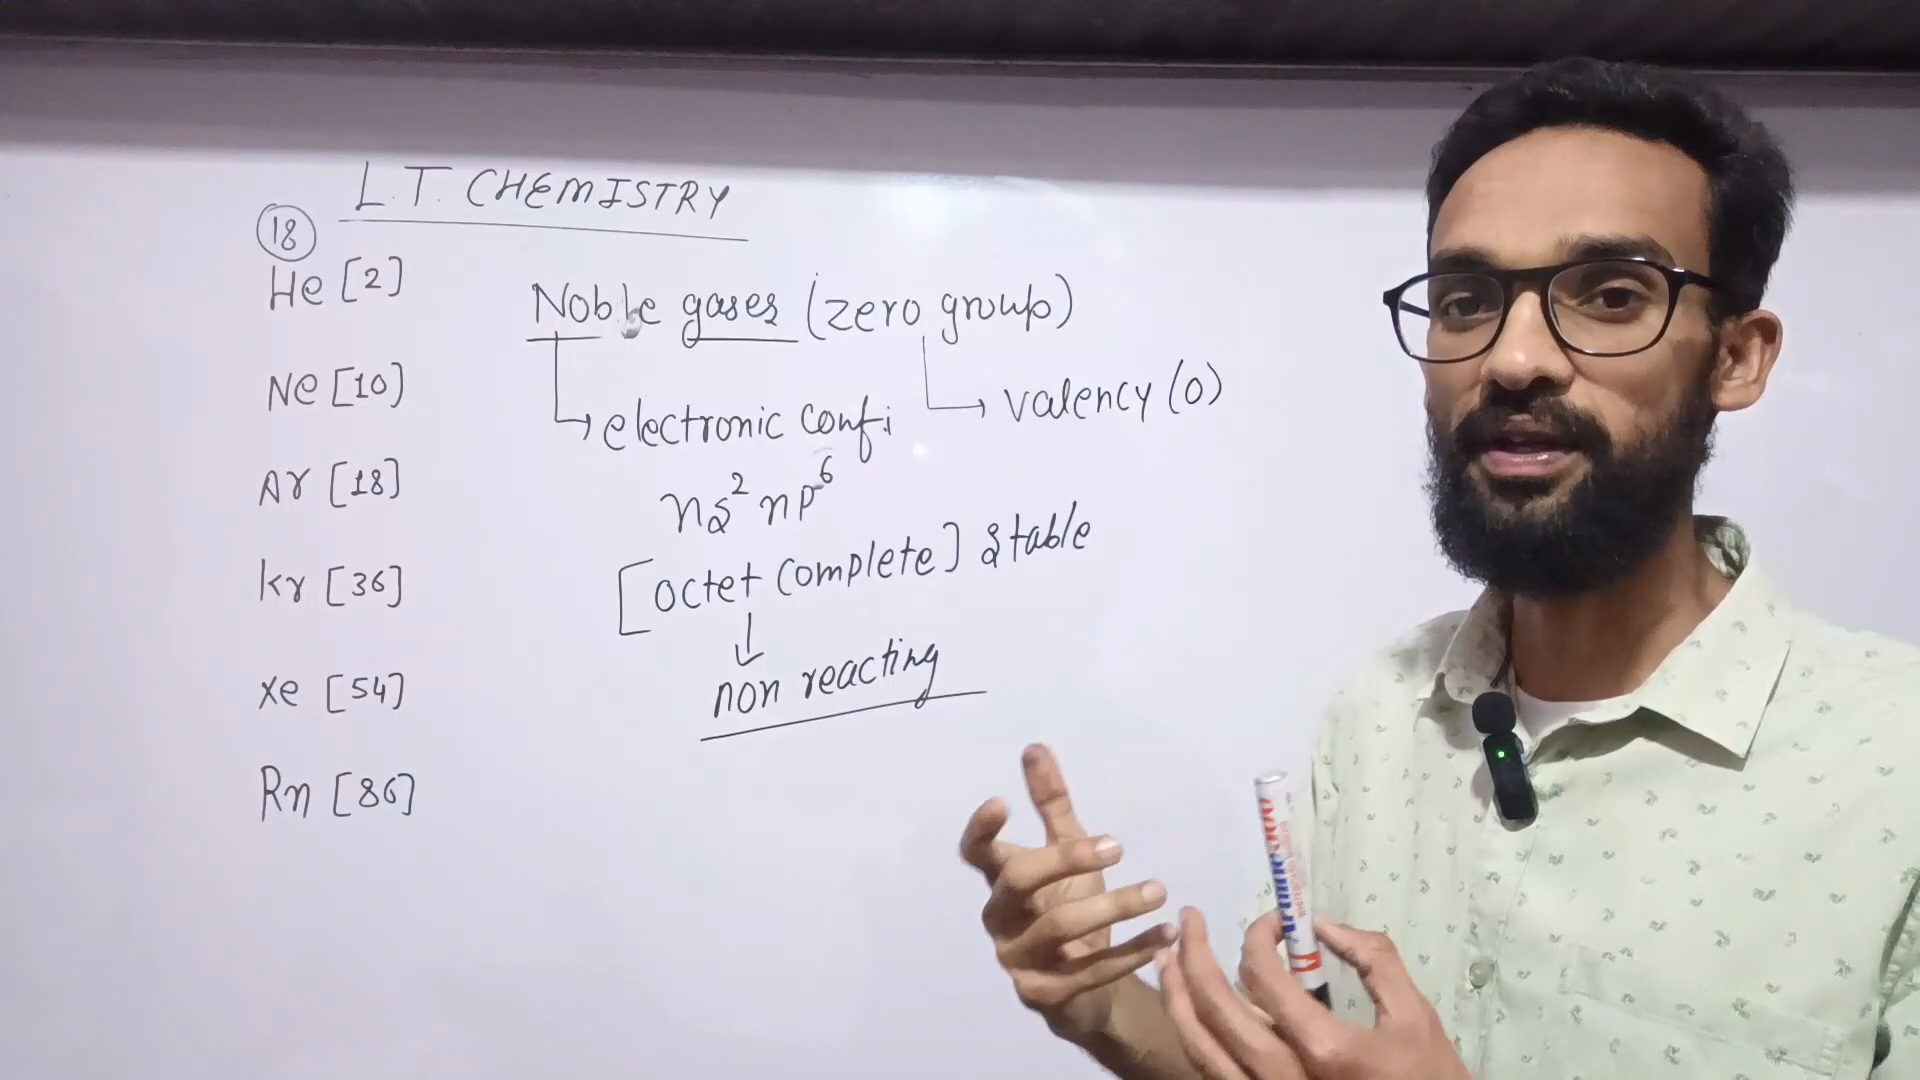 L.T. CHEMISTRY
18
He [2]
Ne [10]
Ar [18]
Kr [36]
Xe [54]
Rn [86]
Noble gases (zero group)
electronic confi
valency (0)
ns² np⁶
[octet complete] stable
non reacting